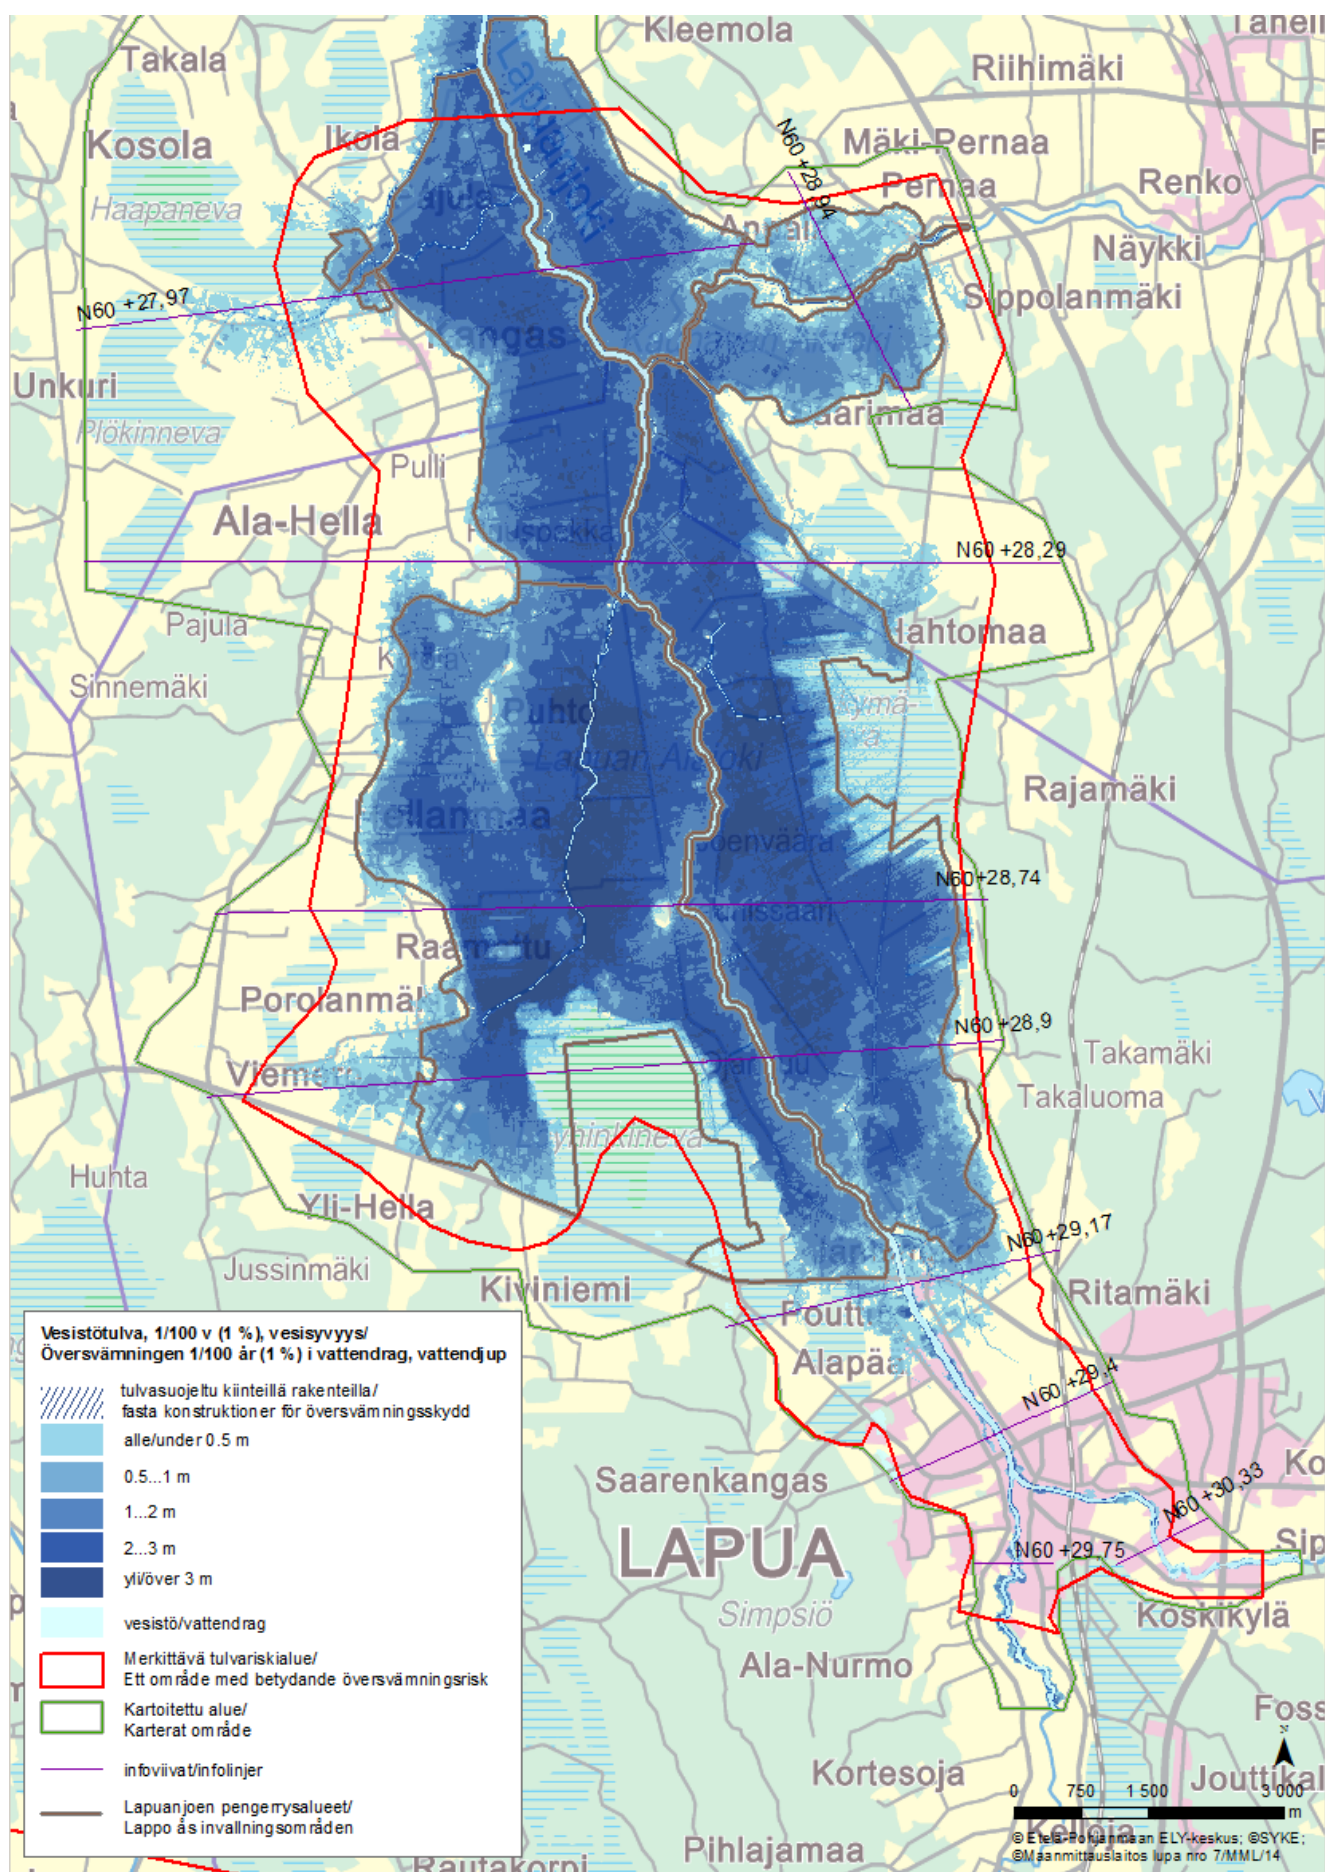 Kleemola
Takala
Riihimäki
Kosola
Ikola
Mäki-Pernaa
Pernaa
Renko
Haapaneva
N60 +28,94
Näykki
Sippolanmäki
N60 +27,97
Kangas
Unkuri
Plökinneva
Pulli
Ala-Hella
N60 +28,29
Pajula
Sinnemäki
Puhto
Lapuan Alajoki
Rajamäki
Joenväärä
N60+28,74
Raamattu
N60 +28,9
Takamäki
Takaluoma
Huhta
Yli-Hella
N60 +29,17
Jussinmäki
Kiviniemi
Ritamäki
Alapää
N60 +29,4
Saarenkangas
N60 +30,33
LAPUA
N60 +29,75
Simpsiö
Koskikylä
Ala-Nurmo
Kortesoja
Pihlajamaa
Rautakorpi
Vesistötulva, 1/100 v (1 %), vesisyvyys/
Översvämningen 1/100 år (1 %) i vattendrag, vattendjup
tulvasuojeltu kiinteillä rakenteilla/
fasta konstruktioner för översvämningsskydd
alle/under 0.5 m
0.5...1 m
1...2 m
2...3 m
yli/över 3 m
vesistö/vattendrag
Merkittävä tulvariskialue/
Ett område med betydande översvämningsrisk
Kartoitettu alue/
Karterat område
infoviivat/infolinjer
Lapuanjoen pengerrysalueet/
Lappo ås invallningsområden
N
0 750 1 500 3 000
m
© Etelä-Pohjanmaan ELY-keskus; ©SYKE;
©Maanmittauslaitos lupa nro 7/MML/14